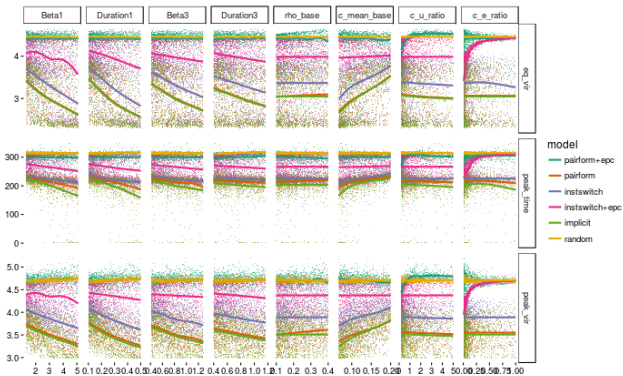 Beta1 Duration1 Beta3 Duration3 rho_base c_mean_base c_u_ratio c_e_ratio
4
3
eq_vir
300
200
100
0
peak_time
5.0
4.5
4.0
3.5
3.0
peak_vir
2 3 4 5 0.1 0.2 0.3 0.4 0.5 0.4 0.6 0.8 1.0 1.2 0.4 0.6 0.8 1.0 1.2 0.1 0.2 0.3 0.4 0.10 0.15 0.20 0 1 2 3 4 5 0.00 0.25 0.50 0.75 1.00
model
pairform+epc
pairform
instswitch
instswitch+epc
implicit
random